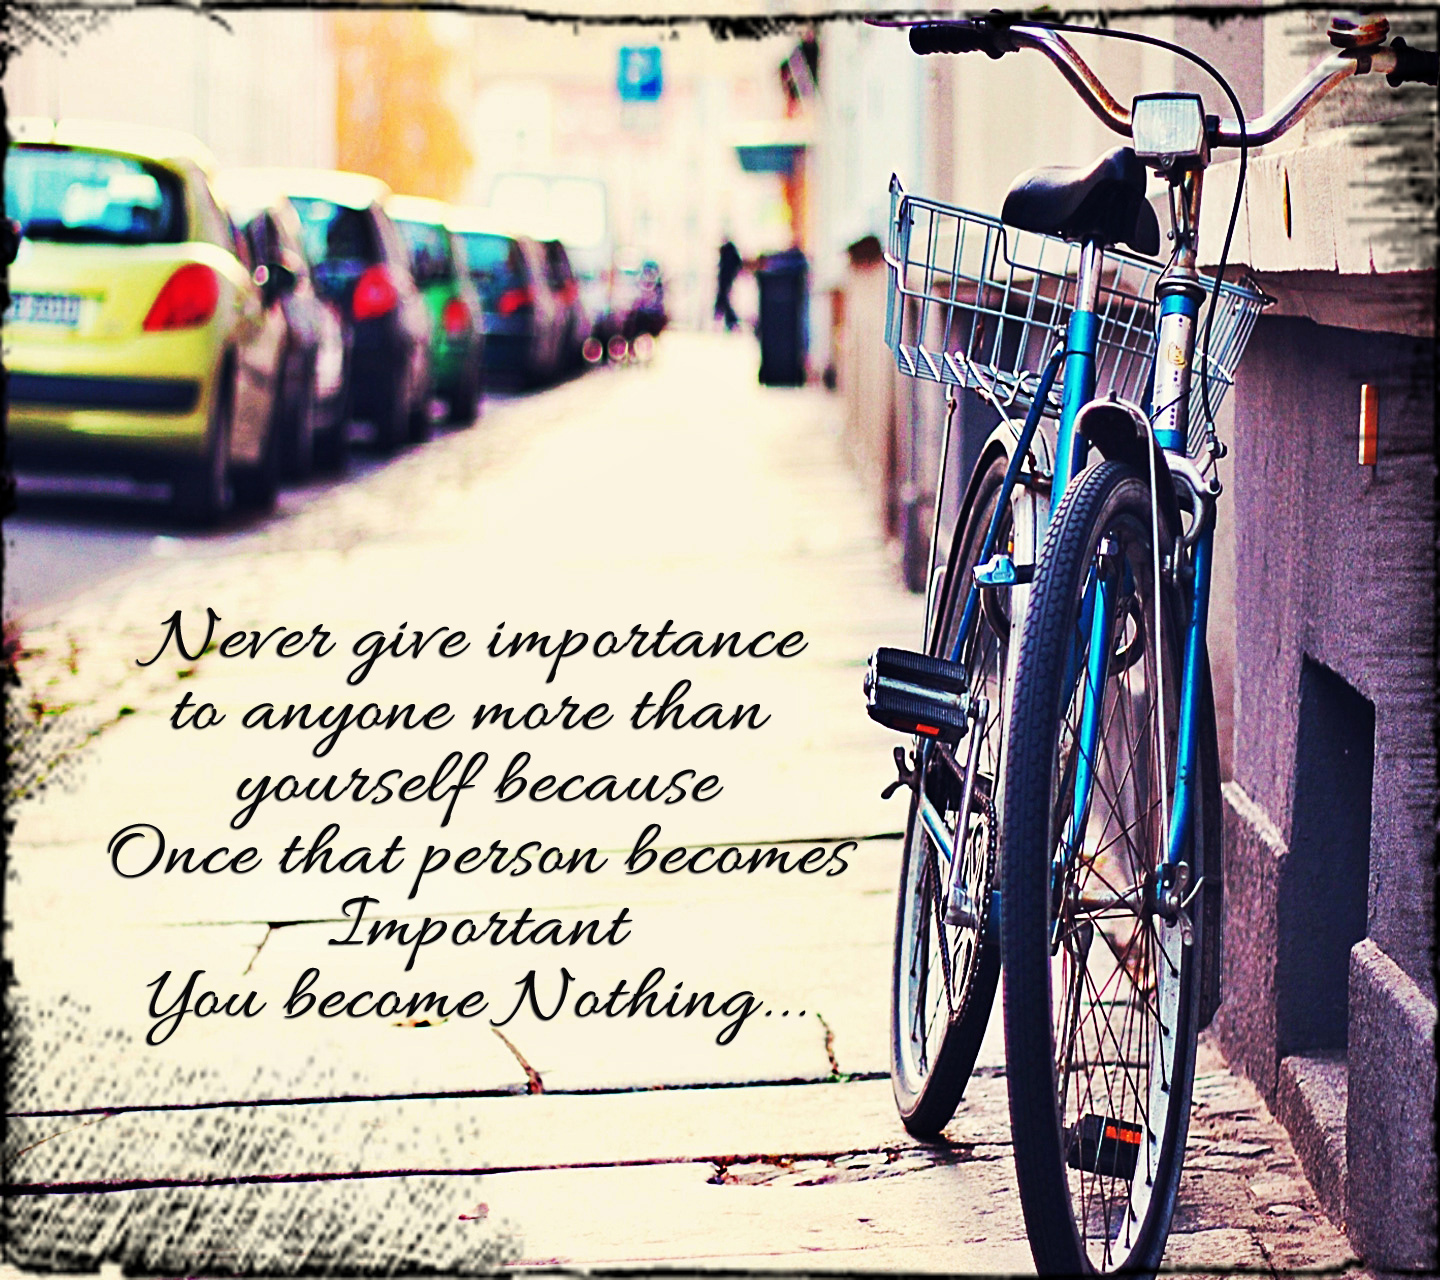 Never give importance
to anyone more than
yourself because
Once that person becomes
Important
You become Nothing...